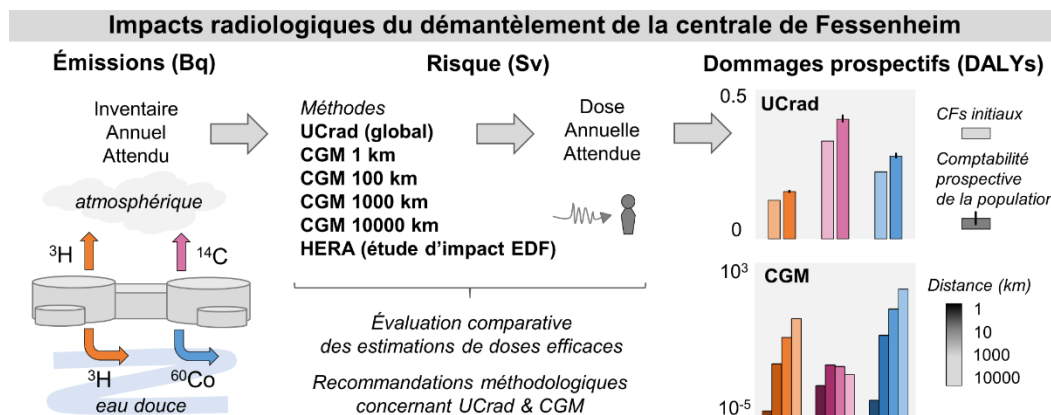 Impacts radiologiques du démantèlement de la centrale de Fessenheim
Émissions (Bq)
Inventaire
Annuel
Attendu
atmosphérique
³H
¹⁴C
³H
⁶⁰Co
eau douce
Risque (Sv)
Méthodes
UCrad (global)
CGM 1 km
CGM 100 km
CGM 1000 km
CGM 10000 km
HERA (étude d’impact EDF)
Dose
Annuelle
Attendue
Évaluation comparative
des estimations de doses efficaces
Recommandations méthodologiques
concernant UCrad & CGM
Dommages prospectifs (DALYs)
0.5
UCrad
0
CFs initiaux
Comptabilité
prospective
de la population
10³
CGM
10⁻⁵
Distance (km)
1
10
1000
10000